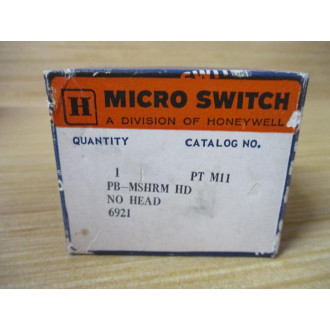 H MICRO SWITCH
A DIVISION OF HONEYWELL
QUANTITY CATALOG NO.
1 PT M11
PB-MSHRM HD
NO HEAD
6921